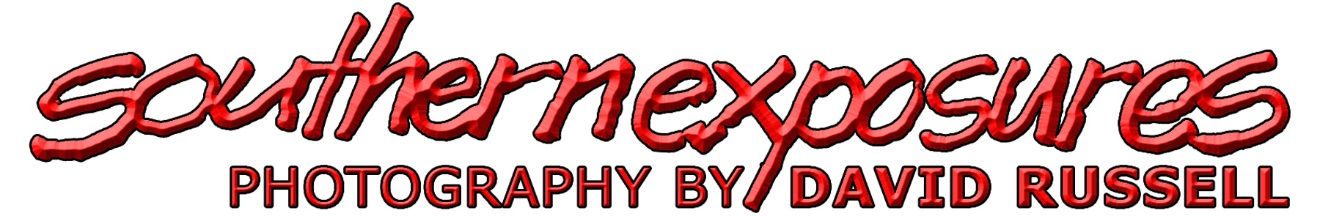 southernexposures
PHOTOGRAPHY BY DAVID RUSSELL